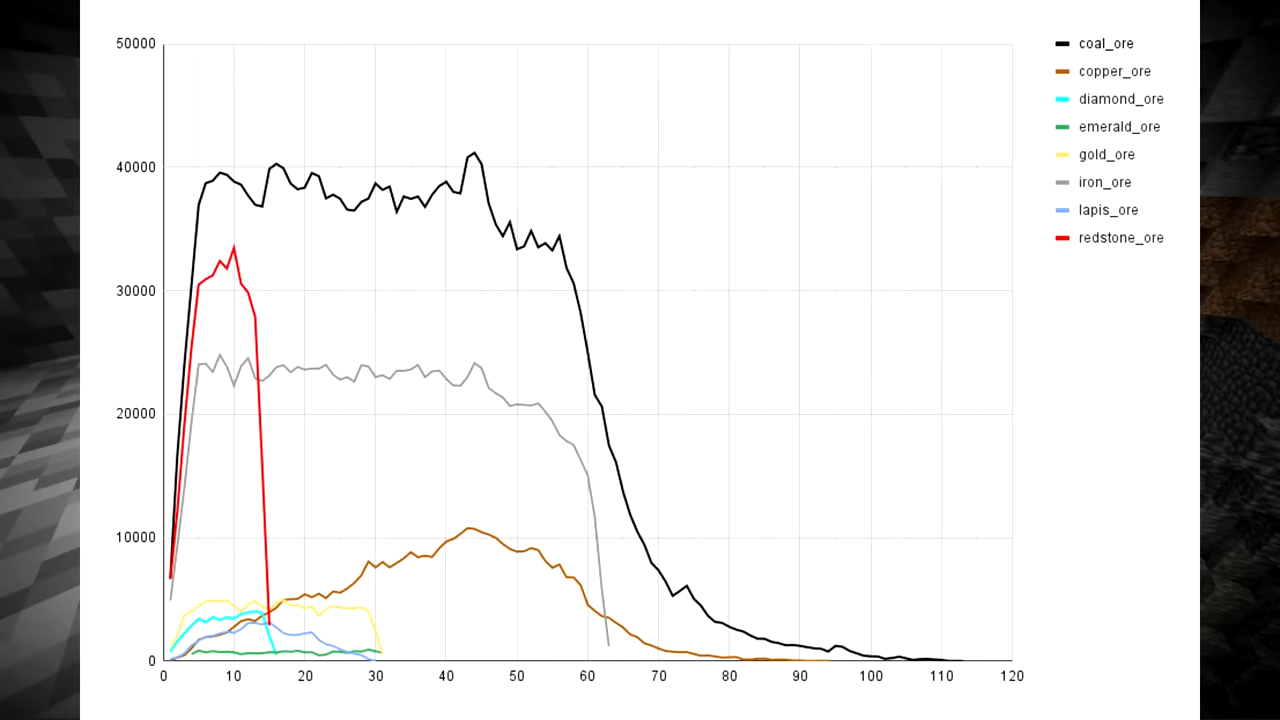 50000
40000
30000
20000
10000
0
0 10 20 30 40 50 60 70 80 90 100 110 120
coal_ore
copper_ore
diamond_ore
emerald_ore
gold_ore
iron_ore
lapis_ore
redstone_ore